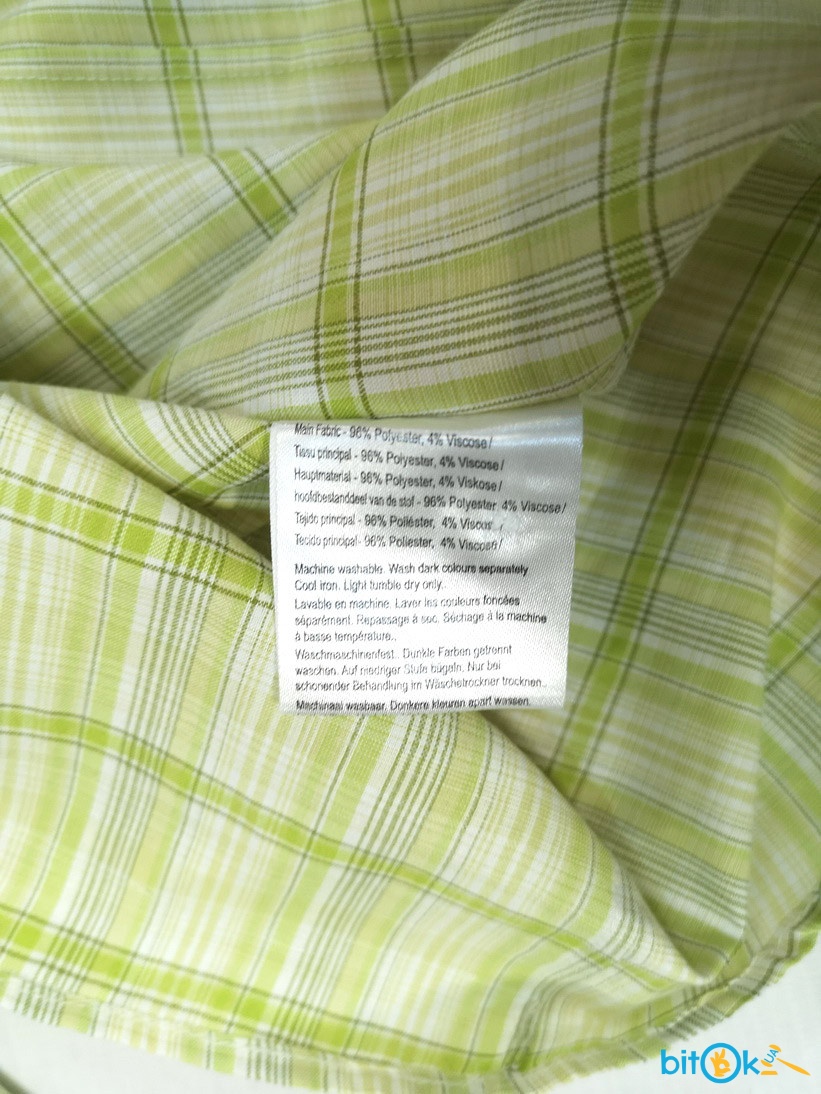 Main Fabric - 96% Polyester, 4% Viscose/
Tissu principal - 96% Polyester, 4% Viscose/
Hauptmaterial - 96% Polyester, 4% Viskose/
hoofdbestanddeel van de stof - 96% Polyester, 4% Viscose/
Tejido principal - 96% Poliéster, 4% Viscos /
Tecido principal - 96% Poliester, 4% Viscose/
Machine washable. Wash dark colours separately
Cool iron. Light tumble dry only..
Lavable en machine. Laver les couleurs foncées
séparément. Repassage à sec. Séchage à la machine
à basse température..
Waschmaschinenfest.. Dunkle Farben getrennt
waschen. Auf niedriger Stufe bügeln. Nur bei
schonender Behandlung im Wäschetrockner trocknen..
Machinaal wasbaar. Donkere kleuren apart wassen.
bitOk UA